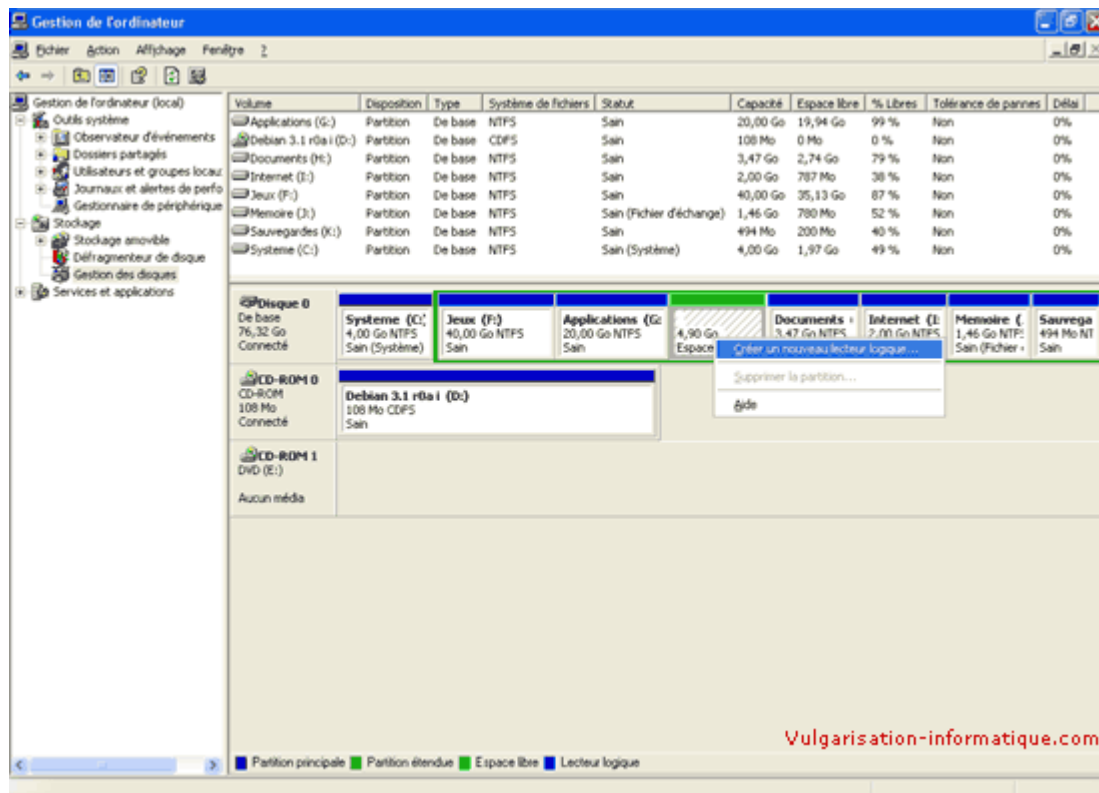 Gestion de l'ordinateur
Fichier Action Affichage Fenêtre ?
Gestion de l'ordinateur (local)
Outils système
Observateur d'événements
Dossiers partagés
Utilisateurs et groupes locau
Journaux et alertes de perfo
Gestionnaire de périphérique
Stockage
Stockage amovible
Défragmenteur de disque
Gestion des disques
Services et applications
Volume Disposition Type Système de fichiers Statut Capacité Espace libre % Libres Tolérance de pannes Délai
Applications (G:) Partition De base NTFS Sain 20,00 Go 19,94 Go 99 % Non 0%
Debian 3.1 r0a i (D:) Partition De base CDFS Sain 108 Mo 0 Mo 0 % Non 0%
Documents (H:) Partition De base NTFS Sain 3,47 Go 2,74 Go 79 % Non 0%
Internet (I:) Partition De base NTFS Sain 2,00 Go 787 Mo 38 % Non 0%
Jeux (F:) Partition De base NTFS Sain 40,00 Go 35,13 Go 87 % Non 0%
Memoire (J:) Partition De base NTFS Sain (Fichier d'échange) 1,46 Go 780 Mo 52 % Non 0%
Sauvegardes (K:) Partition De base NTFS Sain 494 Mo 200 Mo 40 % Non 0%
Systeme (C:) Partition De base NTFS Sain (Système) 4,00 Go 1,97 Go 49 % Non 0%
Disque 0
De base
76,32 Go
Connecté
Systeme (C:
4,00 Go NTFS
Sain (Système)
Jeux (F:)
40,00 Go NTFS
Sain
Applications (G:
20,00 Go NTFS
Sain
4,90 Go
Espace
Documents
3,47 Go NTFS
Internet (I:
2,00 Go NTFS
Memoire (
1,46 Go NTFS
Sain (Fichier
Sauvega
494 Mo NT
Sain
Créer un nouveau lecteur logique...
Supprimer la partition...
Aide
CD-ROM 0
CD-ROM
108 Mo
Connecté
Debian 3.1 r0a i (D:)
108 Mo CDFS
Sain
CD-ROM 1
DVD (E:)
Aucun média
Vulgarisation-informatique.com
Partition principale Partition étendue Espace libre Lecteur logique